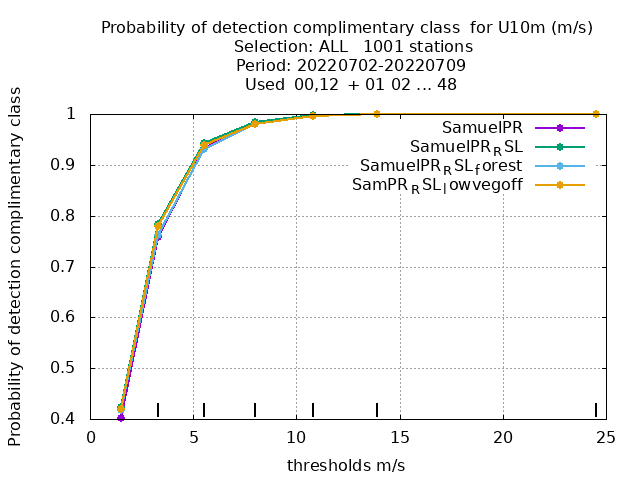 Probability of detection complimentary class  for U10m (m/s)
Selection: ALL   1001 stations
Period: 20220702-20220709
Used  00,12  + 01 02 ... 48
Probability of detection complimentary class
1
0.9
0.8
0.7
0.6
0.5
0.4
SamuelPR
SamuelPR_RSL
SamuelPR_RSL_forest
SamPR_RSL_lowvegoff
0 5 10 15 20 25
thresholds m/s